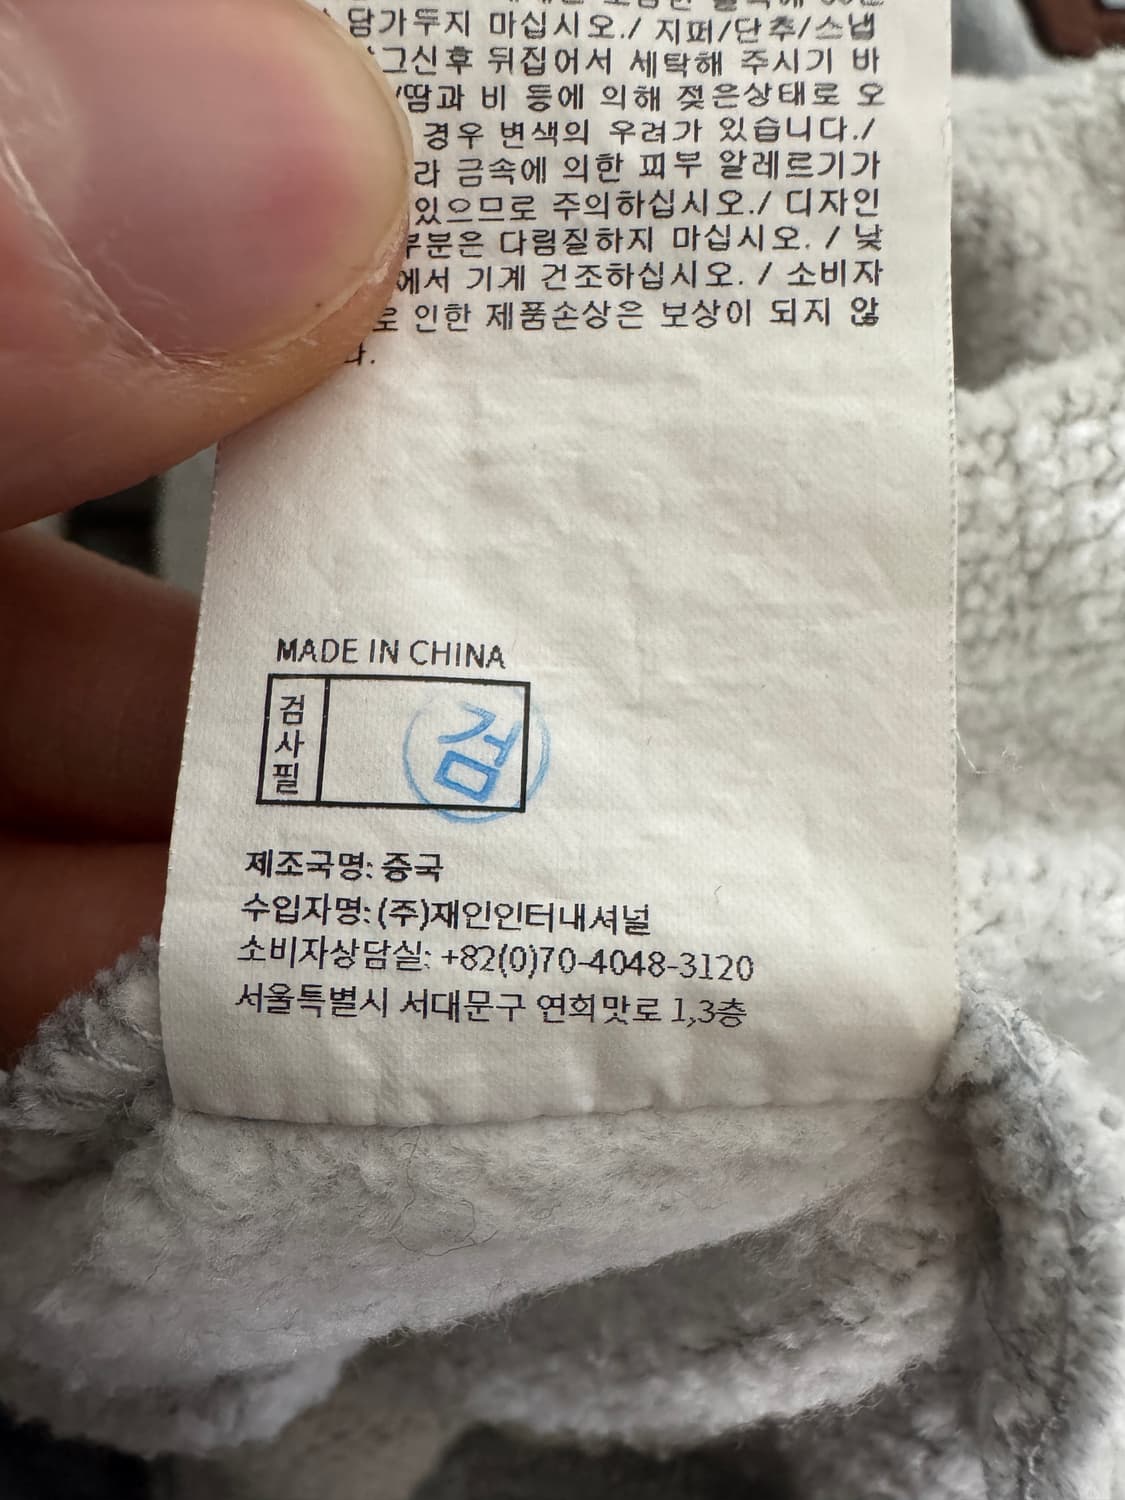 담가두지 마십시오./ 지퍼/단추/스냅
그신후 뒤집어서 세탁해 주시기 바
/땀과 비 등에 의해 젖은상태로 오
경우 변색의 우려가 있습니다./
라 금속에 의한 피부 알레르기가
있으므로 주의하십시오./ 디자인
부분은 다림질하지 마십시오. / 낮
에서 기계 건조하십시오. / 소비자
로 인한 제품손상은 보상이 되지 않
다.
MADE IN CHINA
검사필
검
제조국명: 중국
수입자명: (주)재인인터내셔널
소비자상담실: +82(0)70-4048-3120
서울특별시 서대문구 연희맛로 1,3층